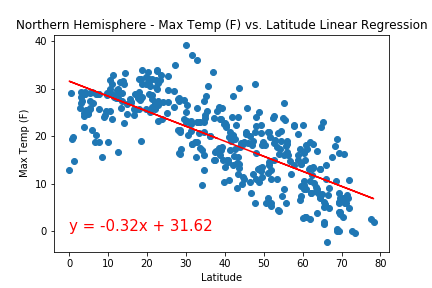 Northern Hemisphere - Max Temp (F) vs. Latitude Linear Regression
40
30
20
10
0
Max Temp (F)
y = -0.32x + 31.62
0 10 20 30 40 50 60 70 80
Latitude